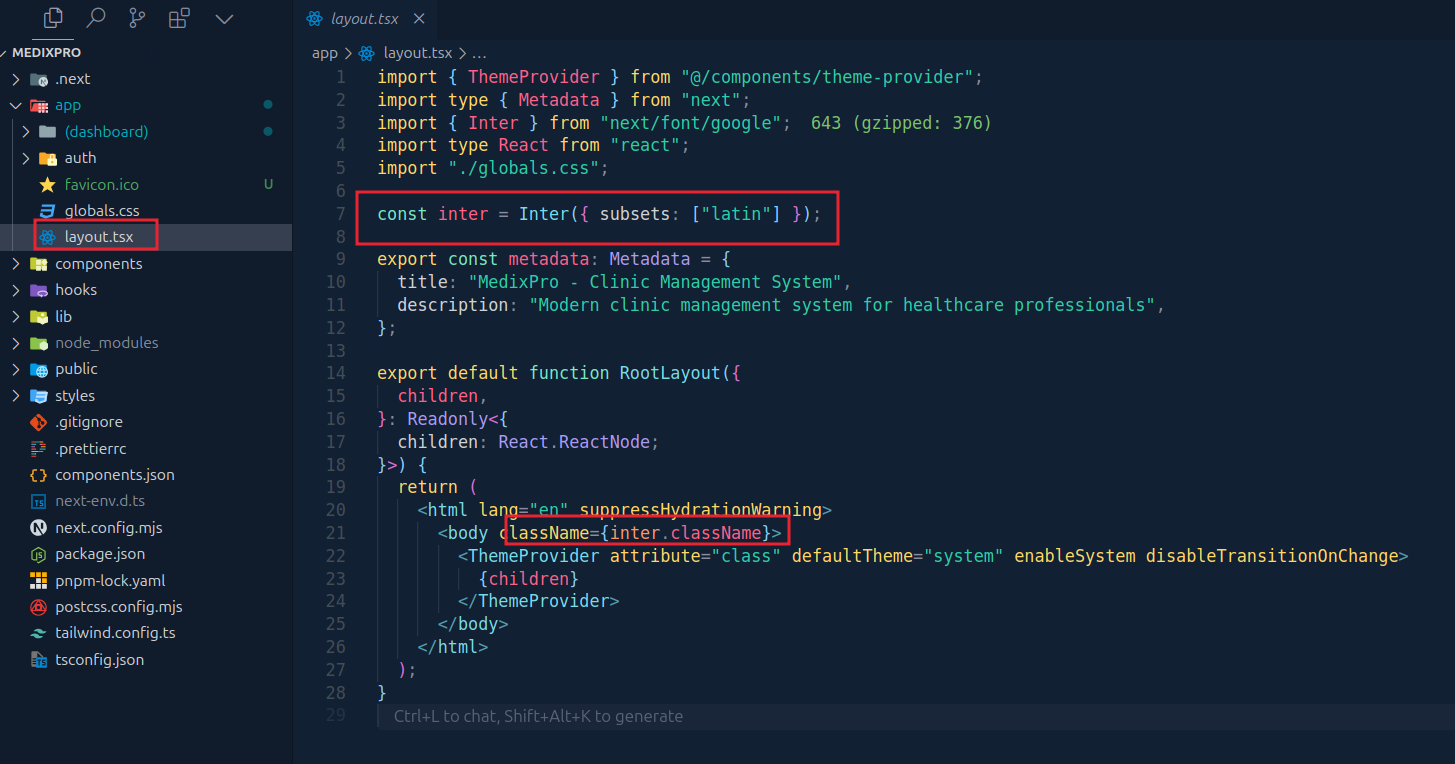 layout.tsx
MEDIXPRO
.next
app
(dashboard)
auth
favicon.ico U
globals.css
layout.tsx
components
hooks
lib
node_modules
public
styles
.gitignore
.prettierrc
components.json
next-env.d.ts
next.config.mjs
package.json
pnpm-lock.yaml
postcss.config.mjs
tailwind.config.ts
tsconfig.json
app > layout.tsx > ...
1 import { ThemeProvider } from "@/components/theme-provider";
2 import type { Metadata } from "next";
3 import { Inter } from "next/font/google"; 643 (gzipped: 376)
4 import type React from "react";
5 import "./globals.css";
6
7 const inter = Inter({ subsets: ["latin"] });
8
9 export const metadata: Metadata = {
10 title: "MedixPro - Clinic Management System",
11 description: "Modern clinic management system for healthcare professionals",
12 };
13
14 export default function RootLayout({
15 children,
16 }: Readonly<{
17 children: React.ReactNode;
18 }>) {
19 return (
20 <html lang="en" suppressHydrationWarning>
21 <body className={inter.className}>
22 <ThemeProvider attribute="class" defaultTheme="system" enableSystem disableTransitionOnChange>
23 {children}
24 </ThemeProvider>
25 </body>
26 </html>
27 );
28 }
29 Ctrl+L to chat, Shift+Alt+K to generate